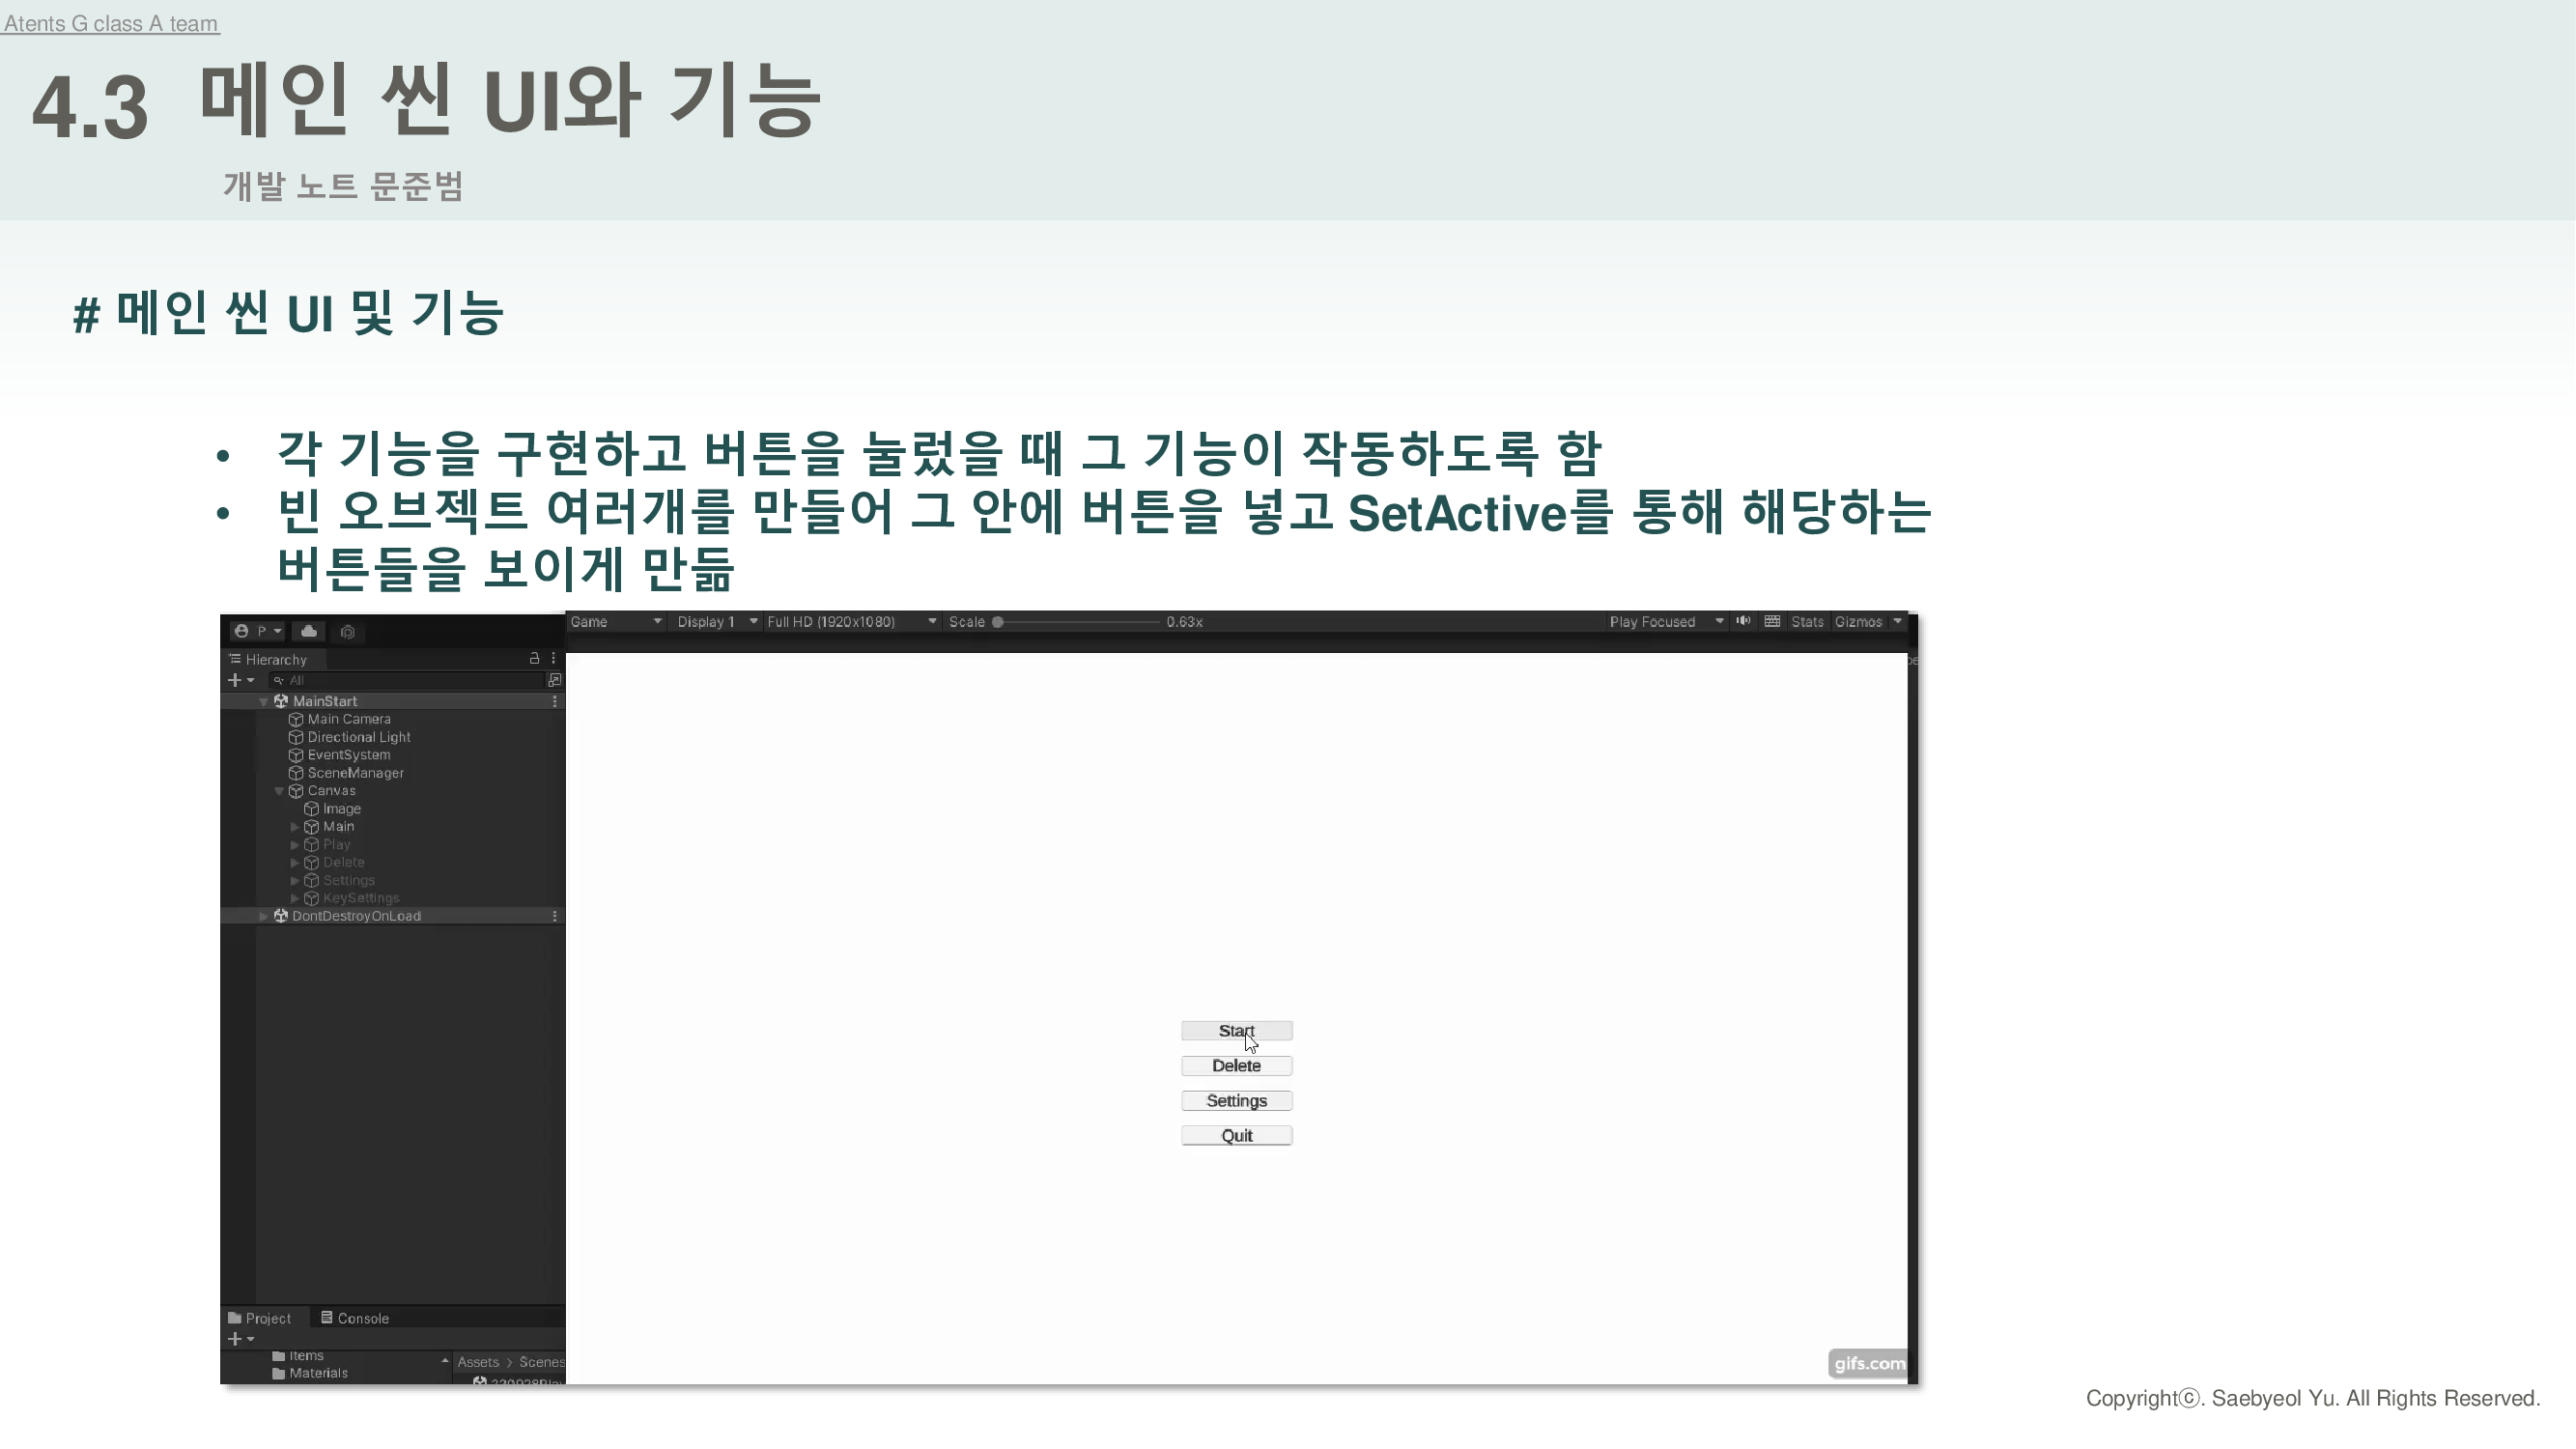 Atents G class A team
4.3 메인 씬 UI와 기능
개발 노트 문준범
# 메인 씬 UI 및 기능
• 각 기능을 구현하고 버튼을 눌렀을 때 그 기능이 작동하도록 함
• 빈 오브젝트 여러개를 만들어 그 안에 버튼을 넣고 SetActive를 통해 해당하는
버튼들을 보이게 만듦
P
Game Display 1 Full HD (1920x1080) Scale 0.63x Play Focused Stats Gizmos
Hierarchy
All
MainStart
Main Camera
Directional Light
EventSystem
SceneManager
Canvas
Image
Main
Play
Delete
Settings
KeySettings
DontDestroyOnLoad
Start
Delete
Settings
Quit
Project Console
Items
Materials
Assets > Scenes
gifs.com
Copyrightⓒ. Saebyeol Yu. All Rights Reserved.